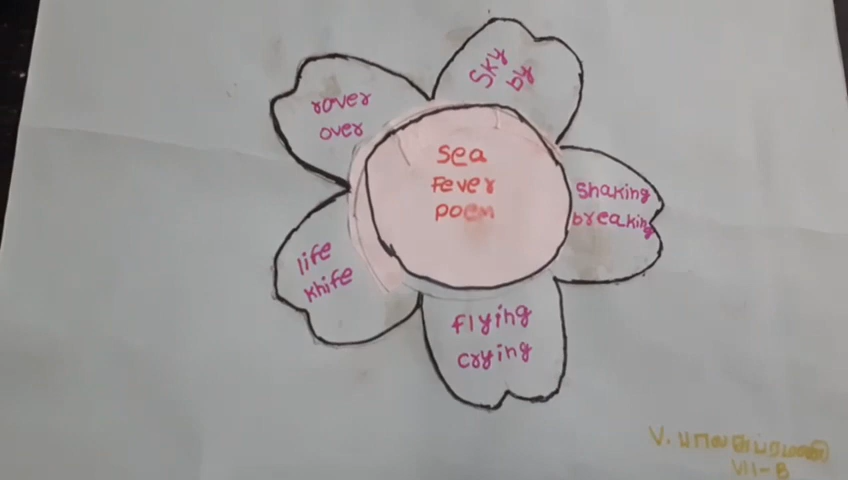 sky
by
rover
over
sea
Fever
poem
shaking
breaking
life
knife
flying
crying
V.
VII-B